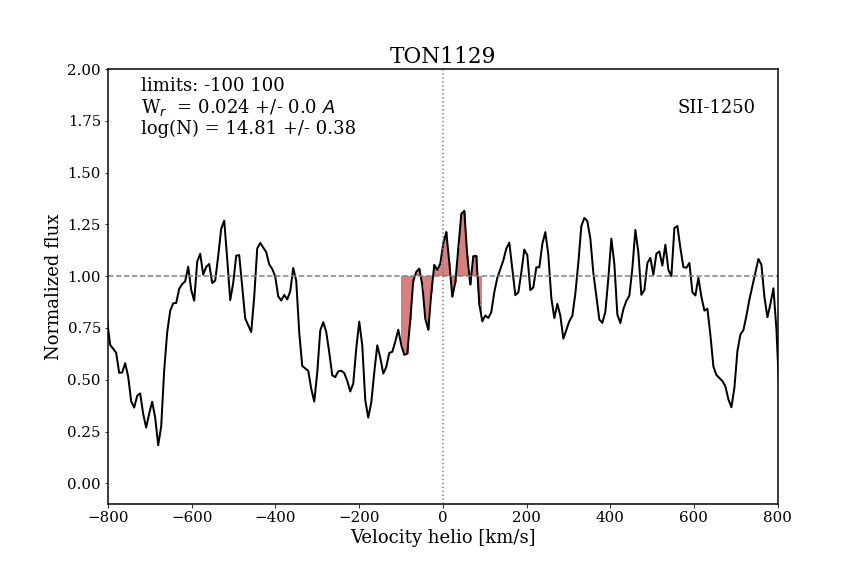 TON1129
limits: -100 100
Wr = 0.024 +/- 0.0 A
log(N) = 14.81 +/- 0.38
SII-1250
Normalized flux
2.00
1.75
1.50
1.25
1.00
0.75
0.50
0.25
0.00
−800 −600 −400 −200 0 200 400 600 800
Velocity helio [km/s]